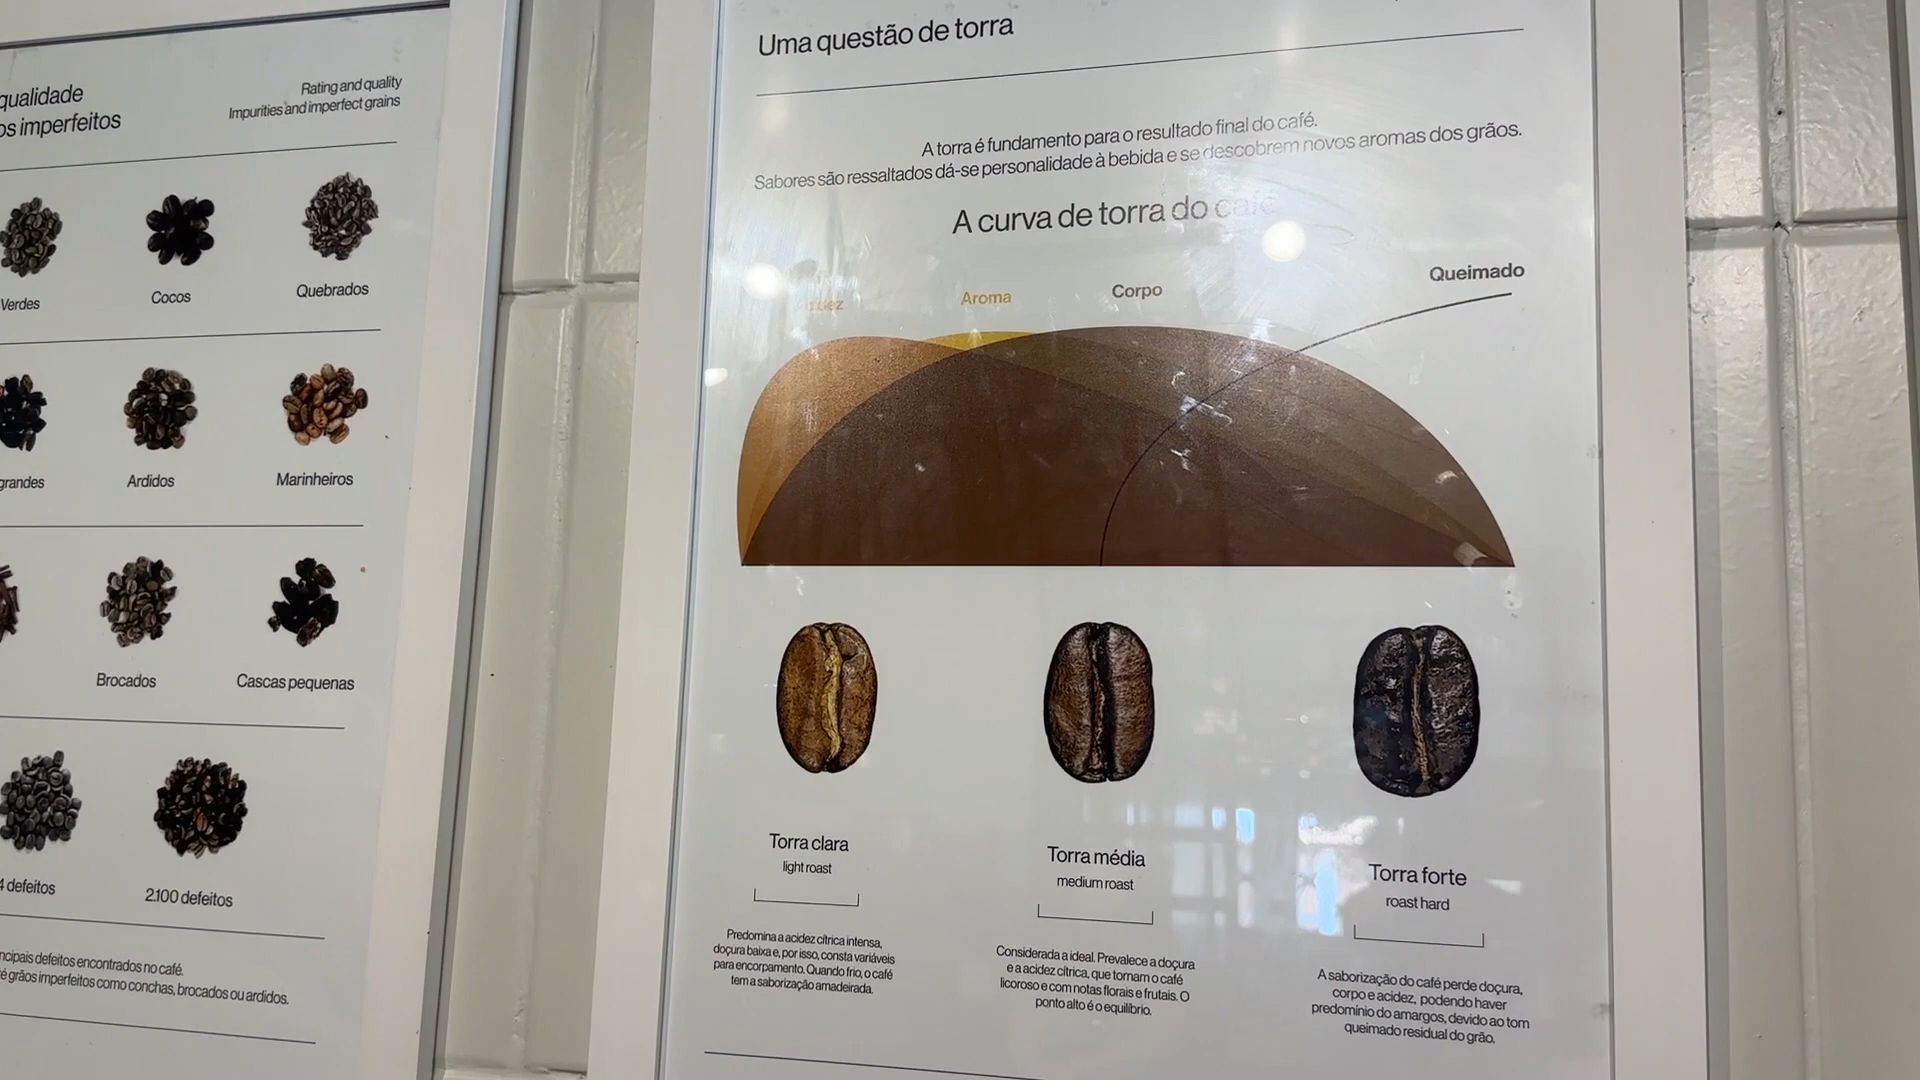 qualidade
os imperfeitos
Rating and quality
Impurities and imperfect grains
Verdes
Cocos
Quebrados
grandes
Ardidos
Marinheiros
Brocados
Cascas pequenas
4 defeitos
2.100 defeitos
ncipais defeitos encontrados no café.
é grãos imperfeitos como conchas, brocados ou ardidos.
Uma questão de torra
A torra é fundamento para o resultado final do café.
Sabores são ressaltados dá-se personalidade à bebida e se descobrem novos aromas dos grãos.
A curva de torra do café
Aroma
Corpo
Queimado
Torra clara
light roast
Predomina a acidez cítrica intensa,
doçura baixa e, por isso, consta variáveis
para encorpamento. Quando frio, o café
tem a saborização amadeirada.
Torra média
medium roast
Considerada a ideal. Prevalece a doçura
e a acidez cítrica, que tornam o café
licoroso e com notas florais e frutais. O
ponto alto é o equilíbrio.
Torra forte
roast hard
A saborização do café perde doçura,
corpo e acidez, podendo haver
predomínio do amargos, devido ao tom
queimado residual do grão.